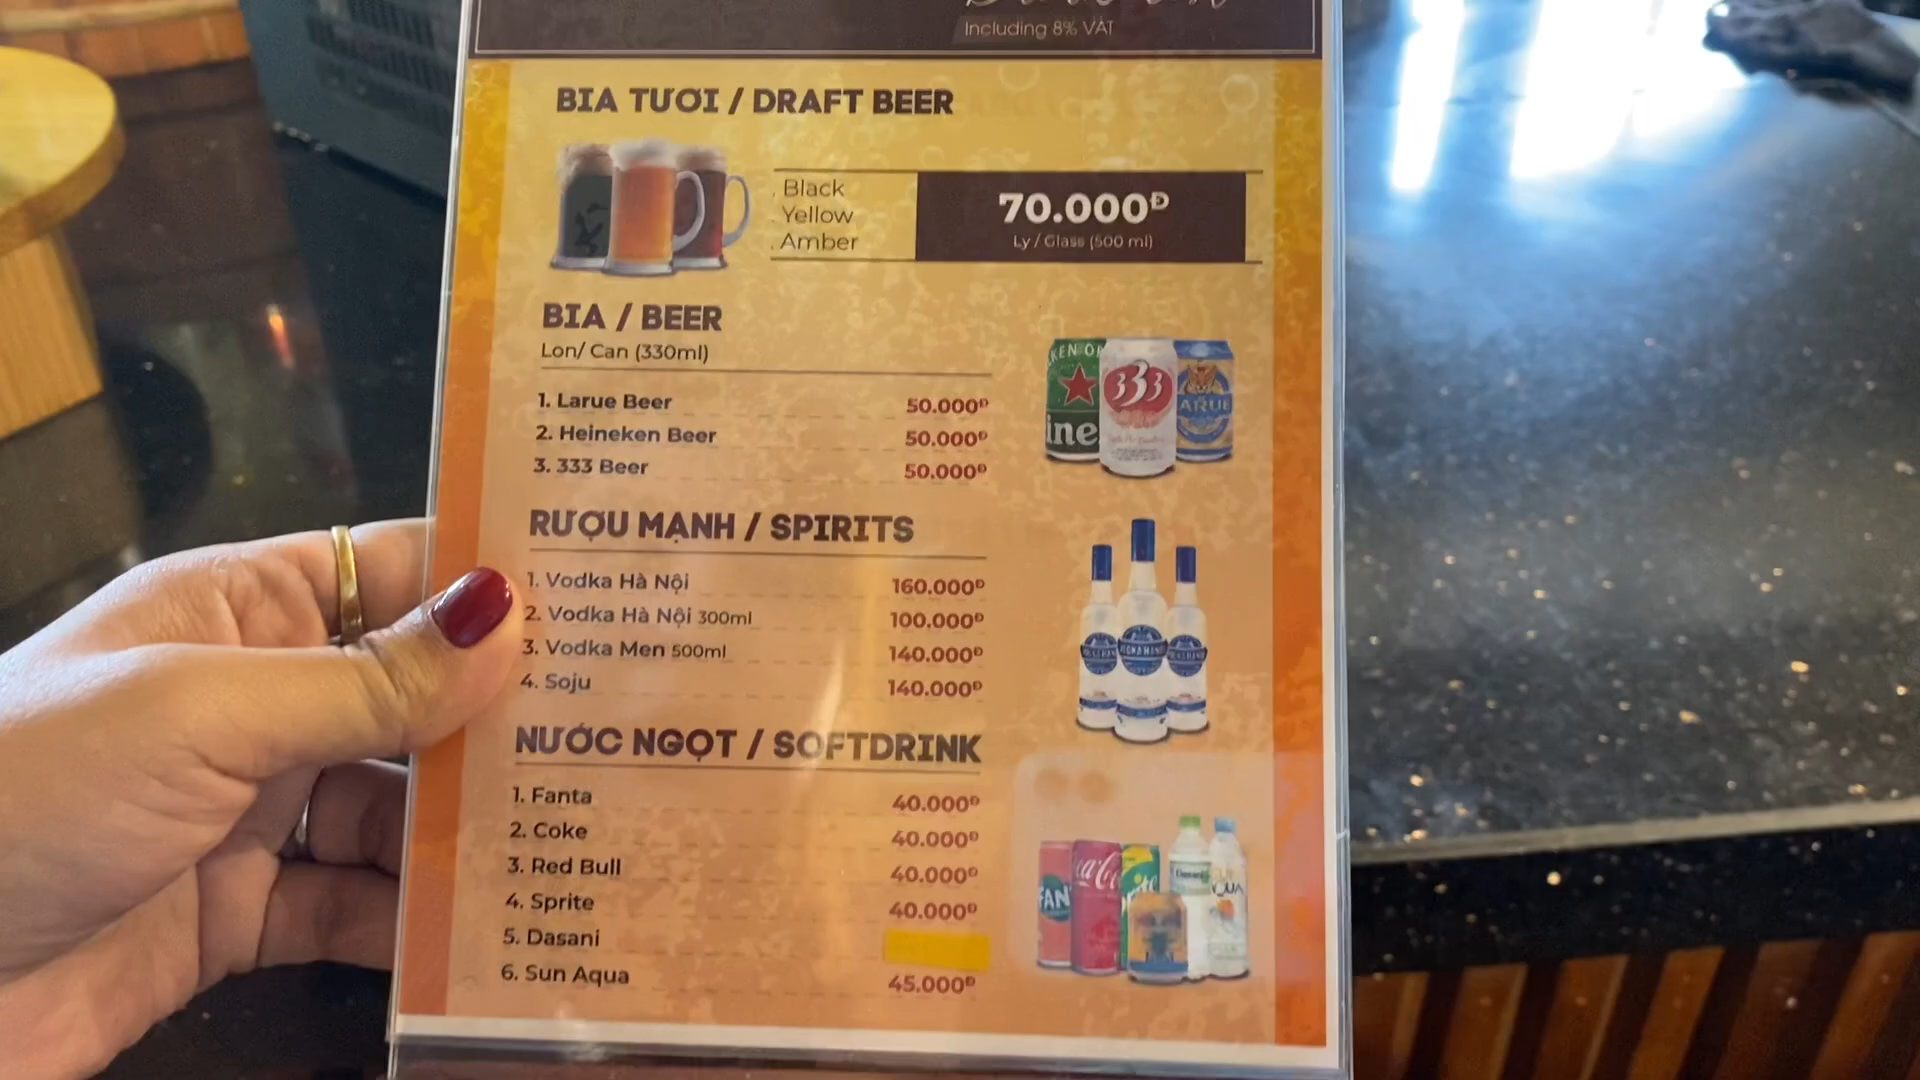 Including 8% VAT
BIA TƯƠI / DRAFT BEER
. Black
. Yellow
. Amber
70.000Đ
Ly / Glass (500 ml)
BIA / BEER
Lon/ Can (330ml)
1. Larue Beer 50.000Đ
2. Heineken Beer 50.000Đ
3. 333 Beer 50.000Đ
333
RƯỢU MẠNH / SPIRITS
1. Vodka Hà Nội 160.000Đ
2. Vodka Hà Nội 300ml 100.000Đ
3. Vodka Men 500ml 140.000Đ
4. Soju 140.000Đ
NƯỚC NGỌT / SOFTDRINK
1. Fanta 40.000Đ
2. Coke 40.000Đ
3. Red Bull 40.000Đ
4. Sprite 40.000Đ
5. Dasani
6. Sun Aqua 45.000Đ